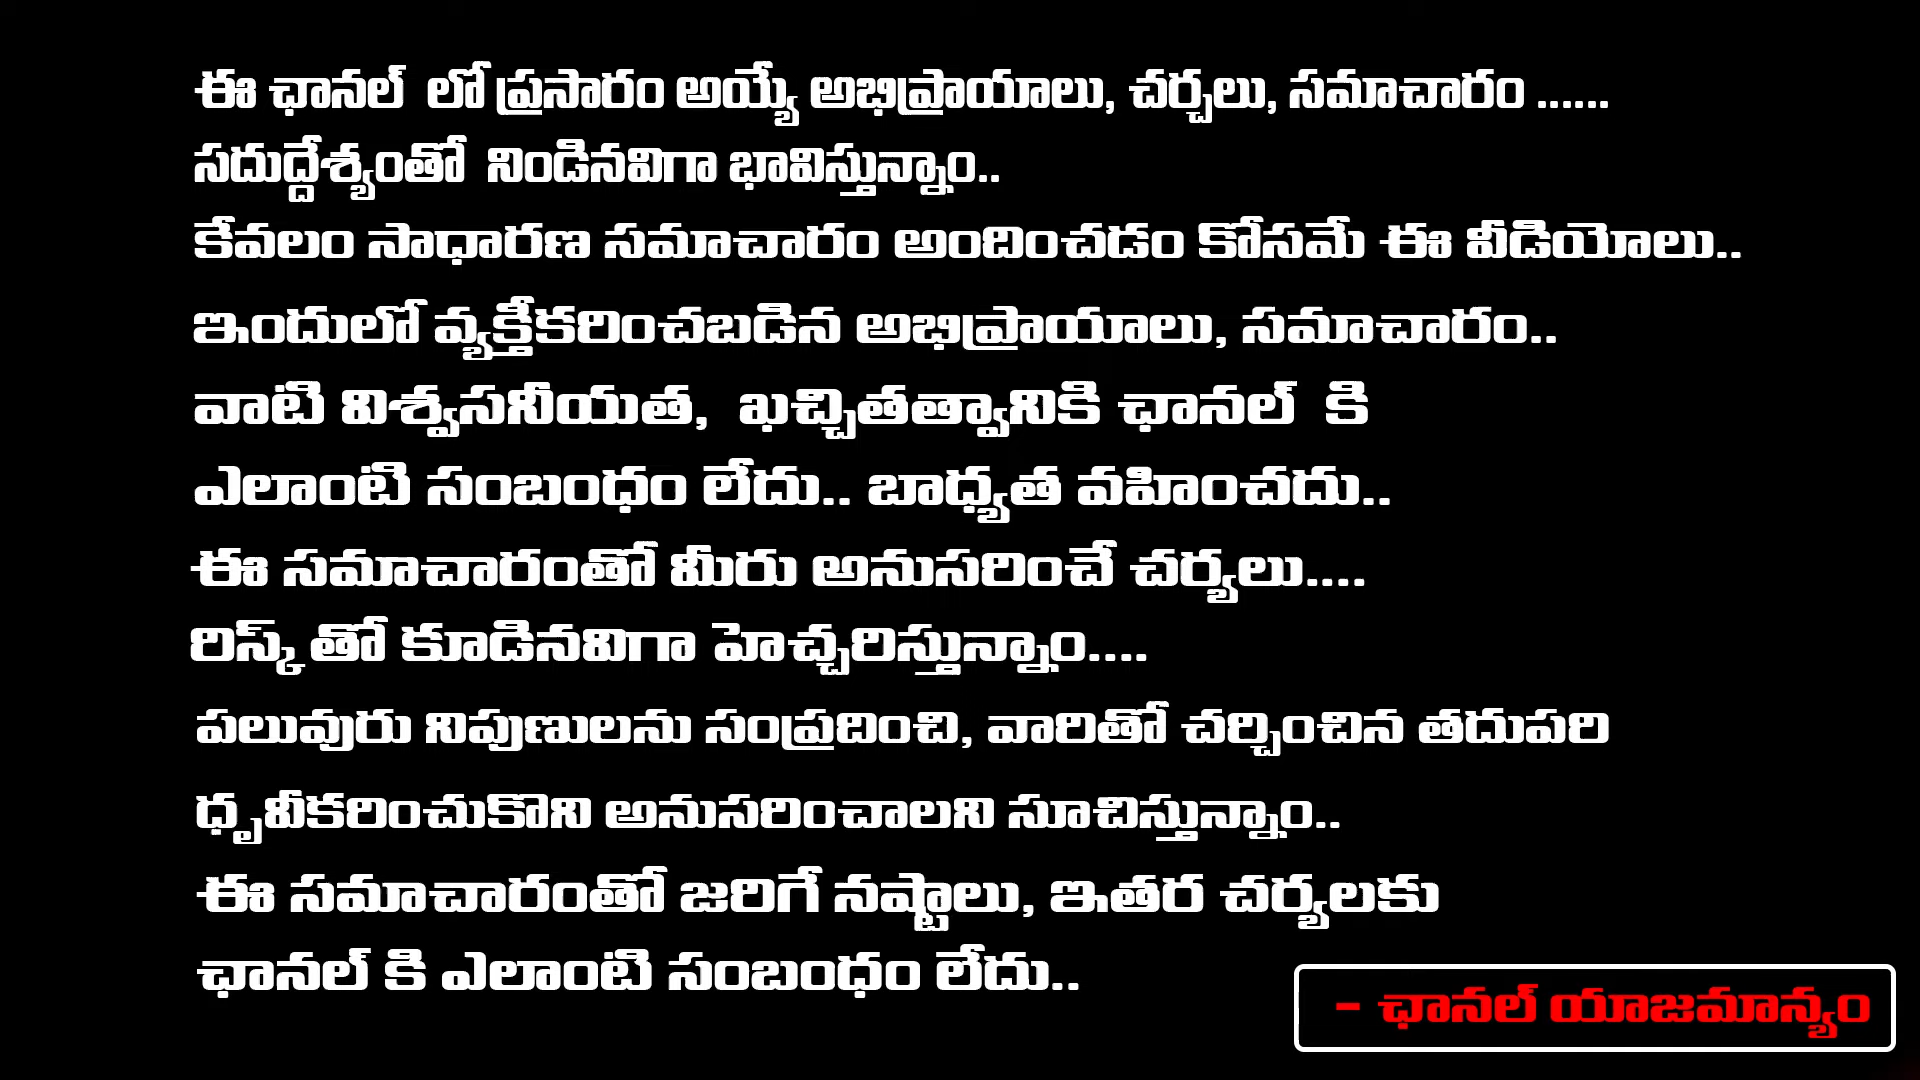 ఈ ఛానల్ లో ప్రసారం అయ్యే అభిప్రాయాలు, చర్చలు, సమాచారం ......
సదుద్దేశ్యంతో నిండినవిగా భావిస్తున్నాం..
కేవలం సాధారణ సమాచారం అందించడం కోసమే ఈ వీడియోలు..
ఇందులో వ్యక్తీకరించబడిన అభిప్రాయాలు, సమాచారం..
వాటి విశ్వసనీయత, ఖచ్చితత్వానికి ఛానల్ కి
ఎలాంటి సంబంధం లేదు.. బాధ్యత వహించదు..
ఈ సమాచారంతో మీరు అనుసరించే చర్యలు....
రిస్క్ తో కూడినవిగా హెచ్చరిస్తున్నాం....
పలువురు నిపుణులను సంప్రదించి, వారితో చర్చించిన తదుపరి
ధృవీకరించుకొని అనుసరించాలని సూచిస్తున్నాం..
ఈ సమాచారంతో జరిగే నష్టాలు, ఇతర చర్యలకు
ఛానల్ కి ఎలాంటి సంబంధం లేదు..
- ఛానల్ యాజమాన్యం